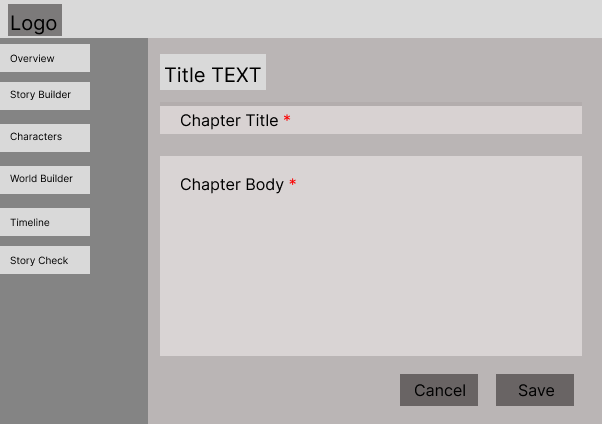 Logo
Overview
Story Builder
Characters
World Builder
Timeline
Story Check
Title TEXT
Chapter Title *
Chapter Body *
Cancel
Save